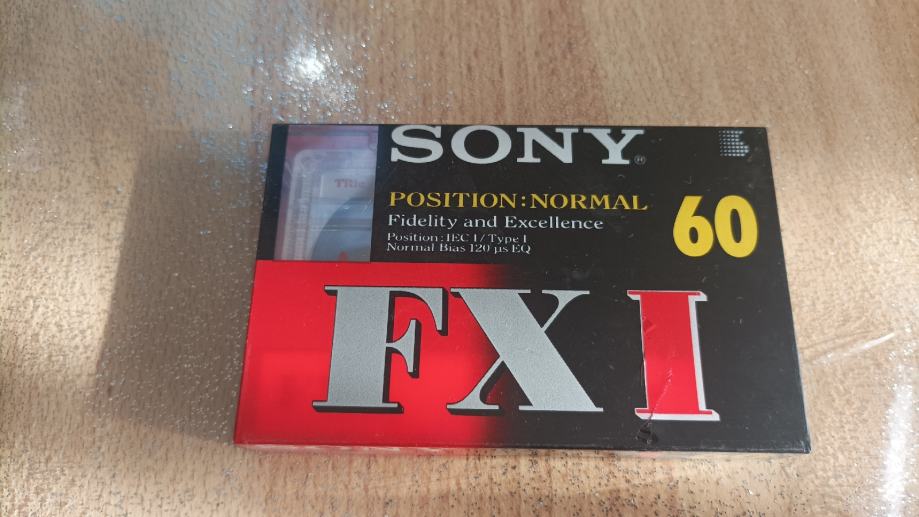 SONY®
POSITION:NORMAL
Fidelity and Excellence
Position: IEC I/Type I
Normal Bias 120 µs EQ
60
FX I